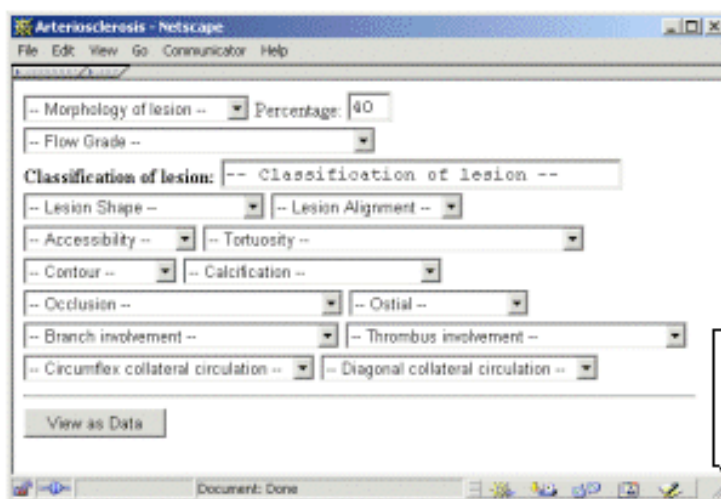 Arteriosclerosis - Netscape
File Edit View Go Communicator Help
-- Morphology of lesion -- Percentage: 40
-- Flow Grade --
Classification of lesion: -- Classification of lesion --
-- Lesion Shape -- -- Lesion Alignment --
-- Accessibility -- -- Tortuosity --
-- Contour -- -- Calcification --
-- Occlusion -- -- Ostial --
-- Branch involvement -- -- Thrombus involvement --
-- Circumflex collateral circulation -- -- Diagonal collateral circulation --
View as Data
Document: Done